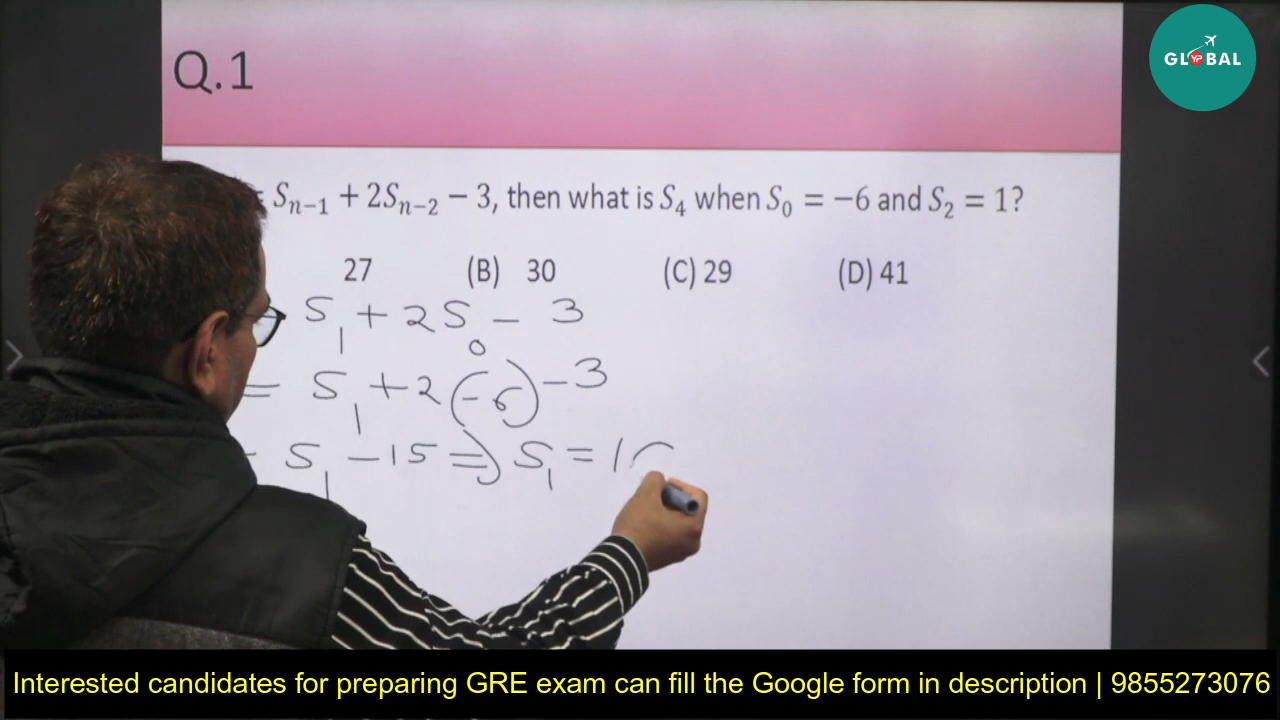 GLYPBAL
Q.1
= Sₙ₋₁ + 2Sₙ₋₂ − 3, then what is S₄ when S₀ = −6 and S₂ = 1?
27 (B) 30 (C) 29 (D) 41
= S₁ + 2S₀ − 3
= S₁ + 2(−6) − 3
S₁ − 15 ⇒ S₁ = 16
Interested candidates for preparing GRE exam can fill the Google form in description | 9855273076